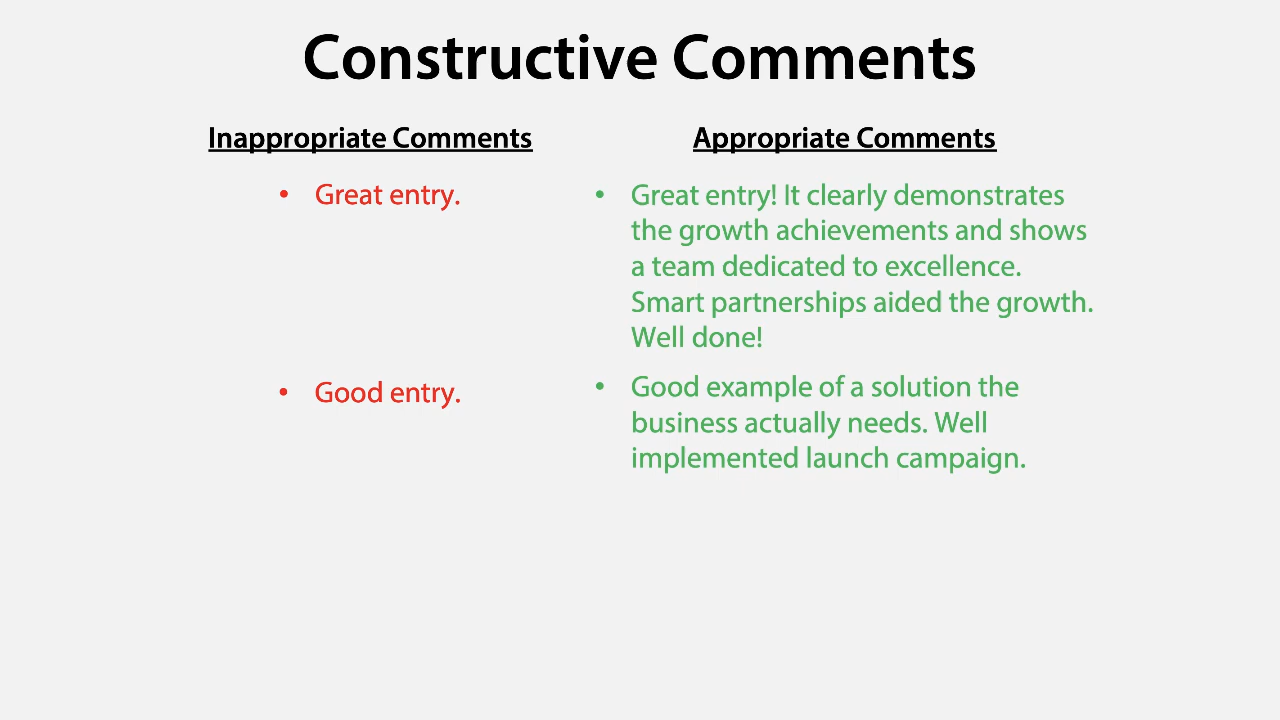 Constructive Comments
Inappropriate Comments
Appropriate Comments
• Great entry.
• Great entry! It clearly demonstrates
the growth achievements and shows
a team dedicated to excellence.
Smart partnerships aided the growth.
Well done!
• Good entry.
• Good example of a solution the
business actually needs. Well
implemented launch campaign.